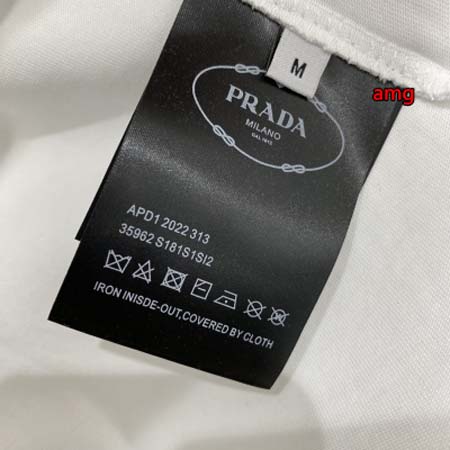 M
amg
PRADA
MILANO
DAL 1913
APD1 2022 313
35962 S181S1SI2
IRON INISDE-OUT,COVERED BY CLOTH